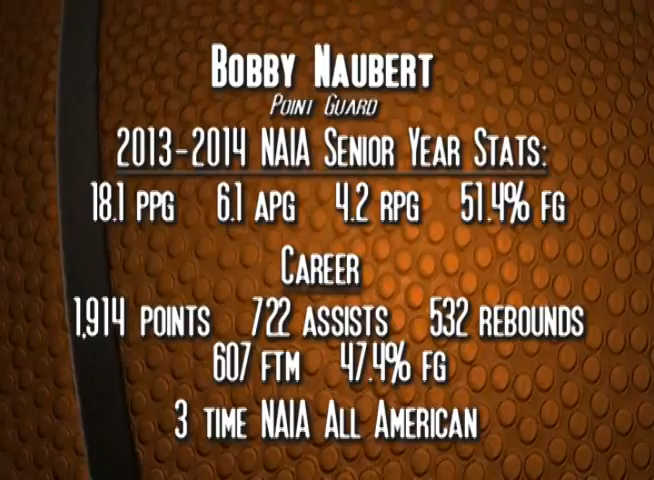 Bobby Naubert
Point Guard
2013-2014 NAIA Senior Year Stats:
18.1 PPG 6.1 APG 4.2 RPG 51.4% FG
Career
1,914 points 722 assists 532 rebounds
607 FTM 47.4% FG
3 time NAIA All American